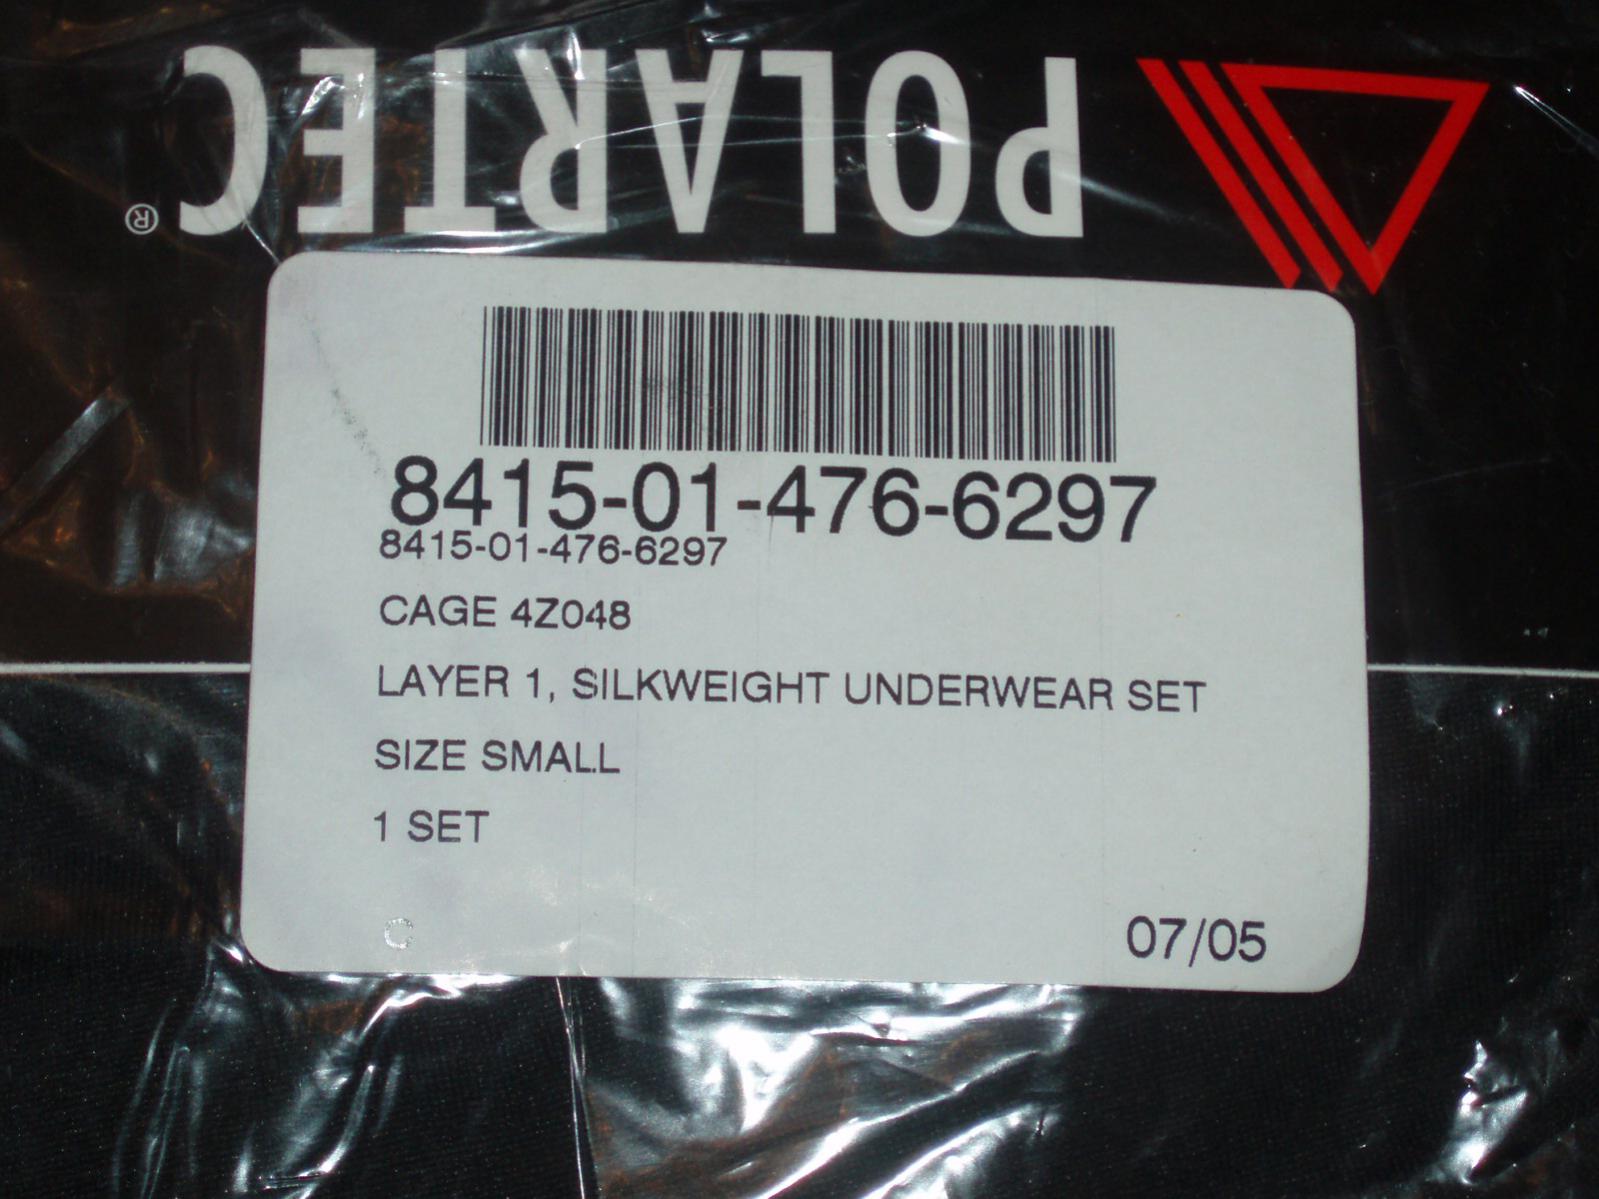 POLARTEC®
8415-01-476-6297
8415-01-476-6297
CAGE 4Z048
LAYER 1, SILKWEIGHT UNDERWEAR SET
SIZE SMALL
1 SET
C
07/05